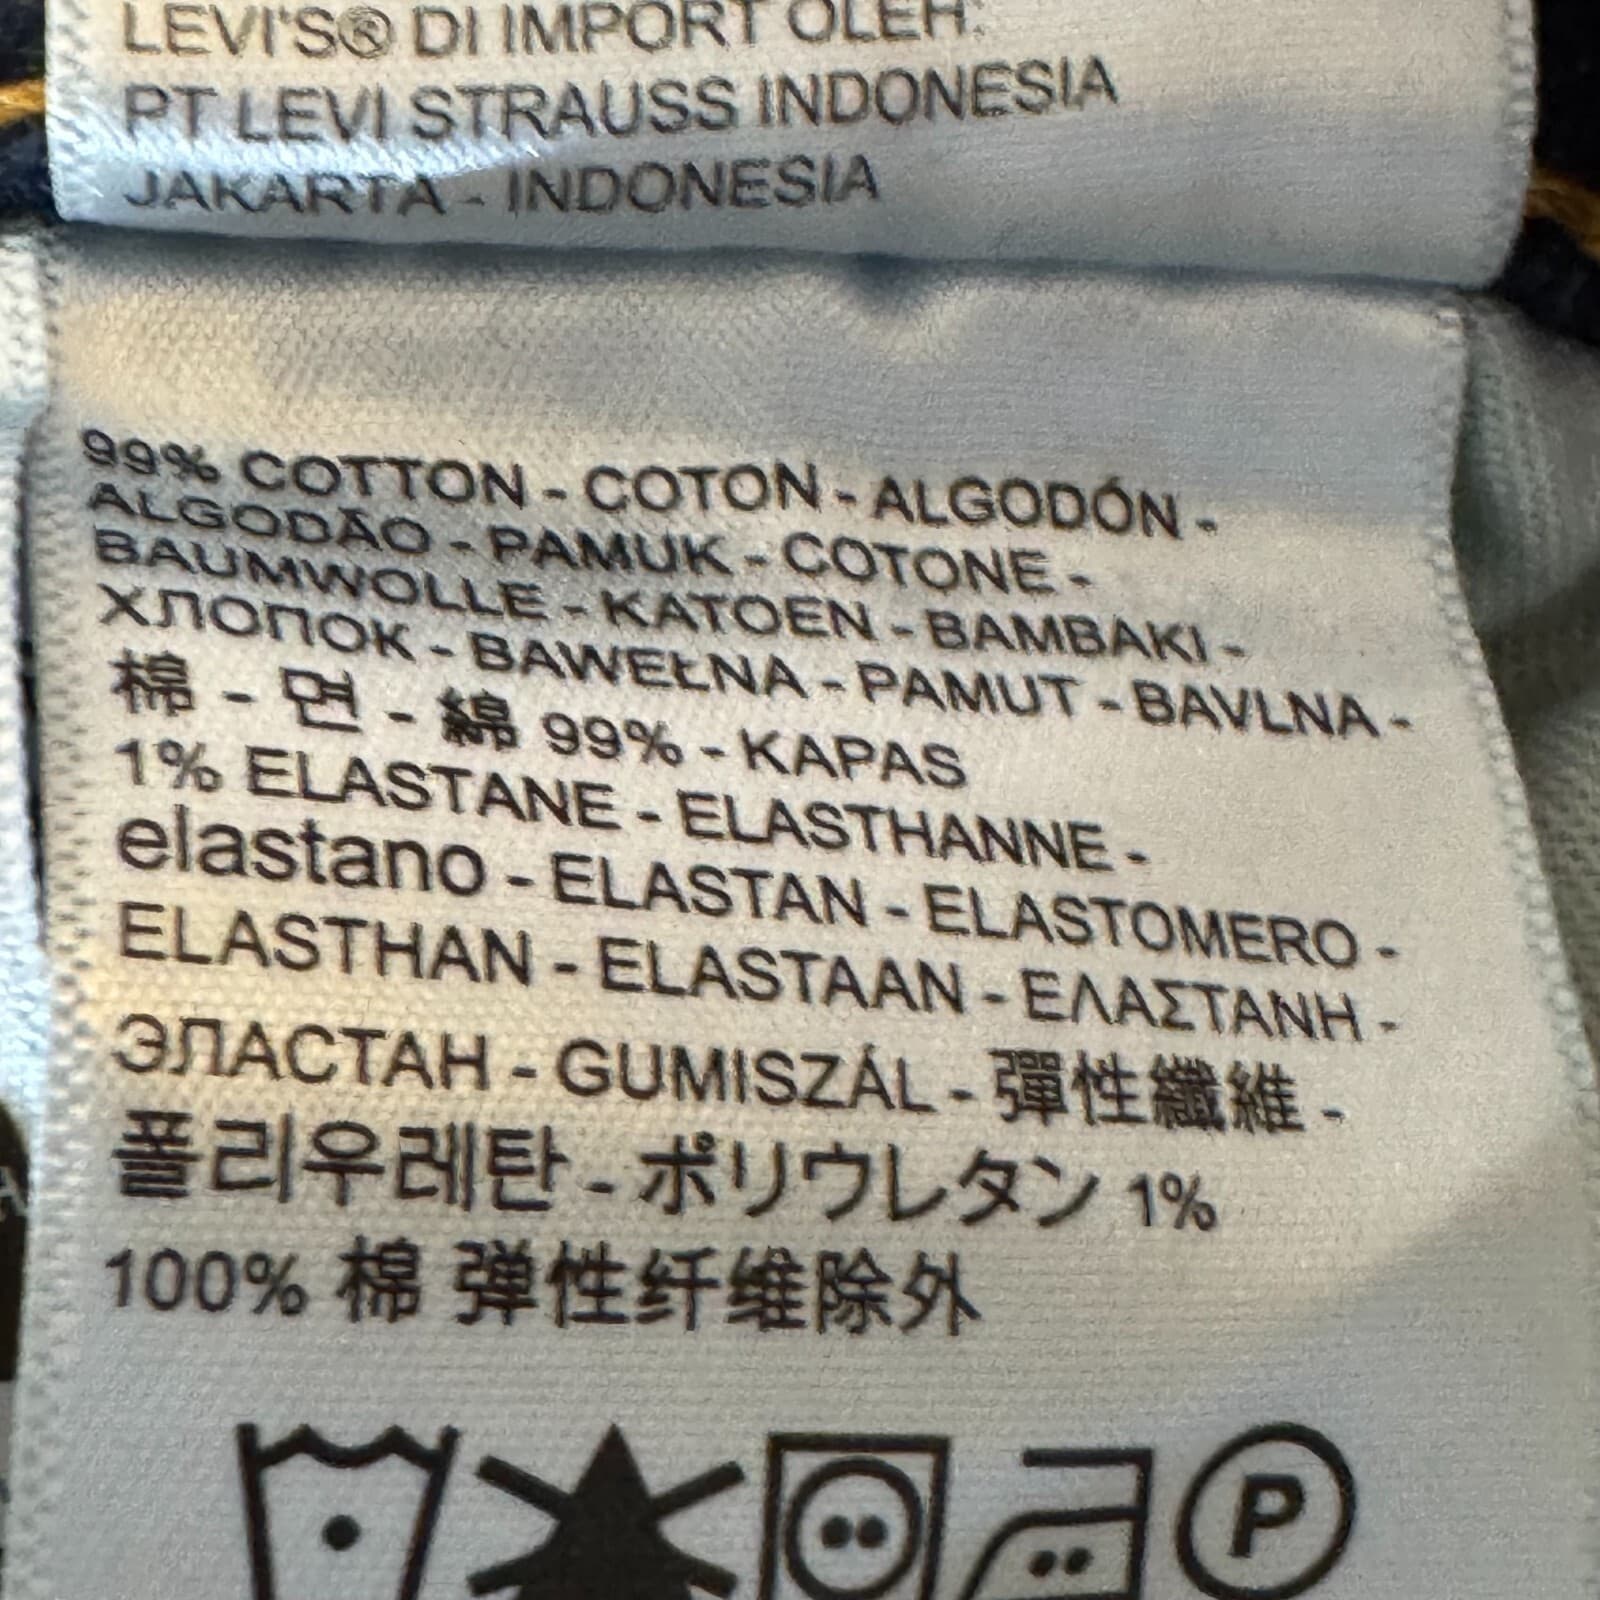 LEVI'S® DI IMPORT OLEH:
PT LEVI STRAUSS INDONESIA
JAKARTA - INDONESIA
99% COTTON - COTON - ALGODÓN -
ALGODÃO - PAMUK - COTONE -
BAUMWOLLE - KATOEN - BAMBAKI -
ХЛОПОК - BAWEŁNA - PAMUT - BAVLNA -
棉 - 면 - 綿 99% - KAPAS
1% ELASTANE - ELASTHANNE -
elastano - ELASTAN - ELASTOMERO -
ELASTHAN - ELASTAAN - ΕΛΑΣΤΑΝΗ -
ЭЛАСТАН - GUMISZÁL - 彈性纖維 -
폴리우레탄 - ポリウレタン 1%
100% 棉 弹性纤维除外
P